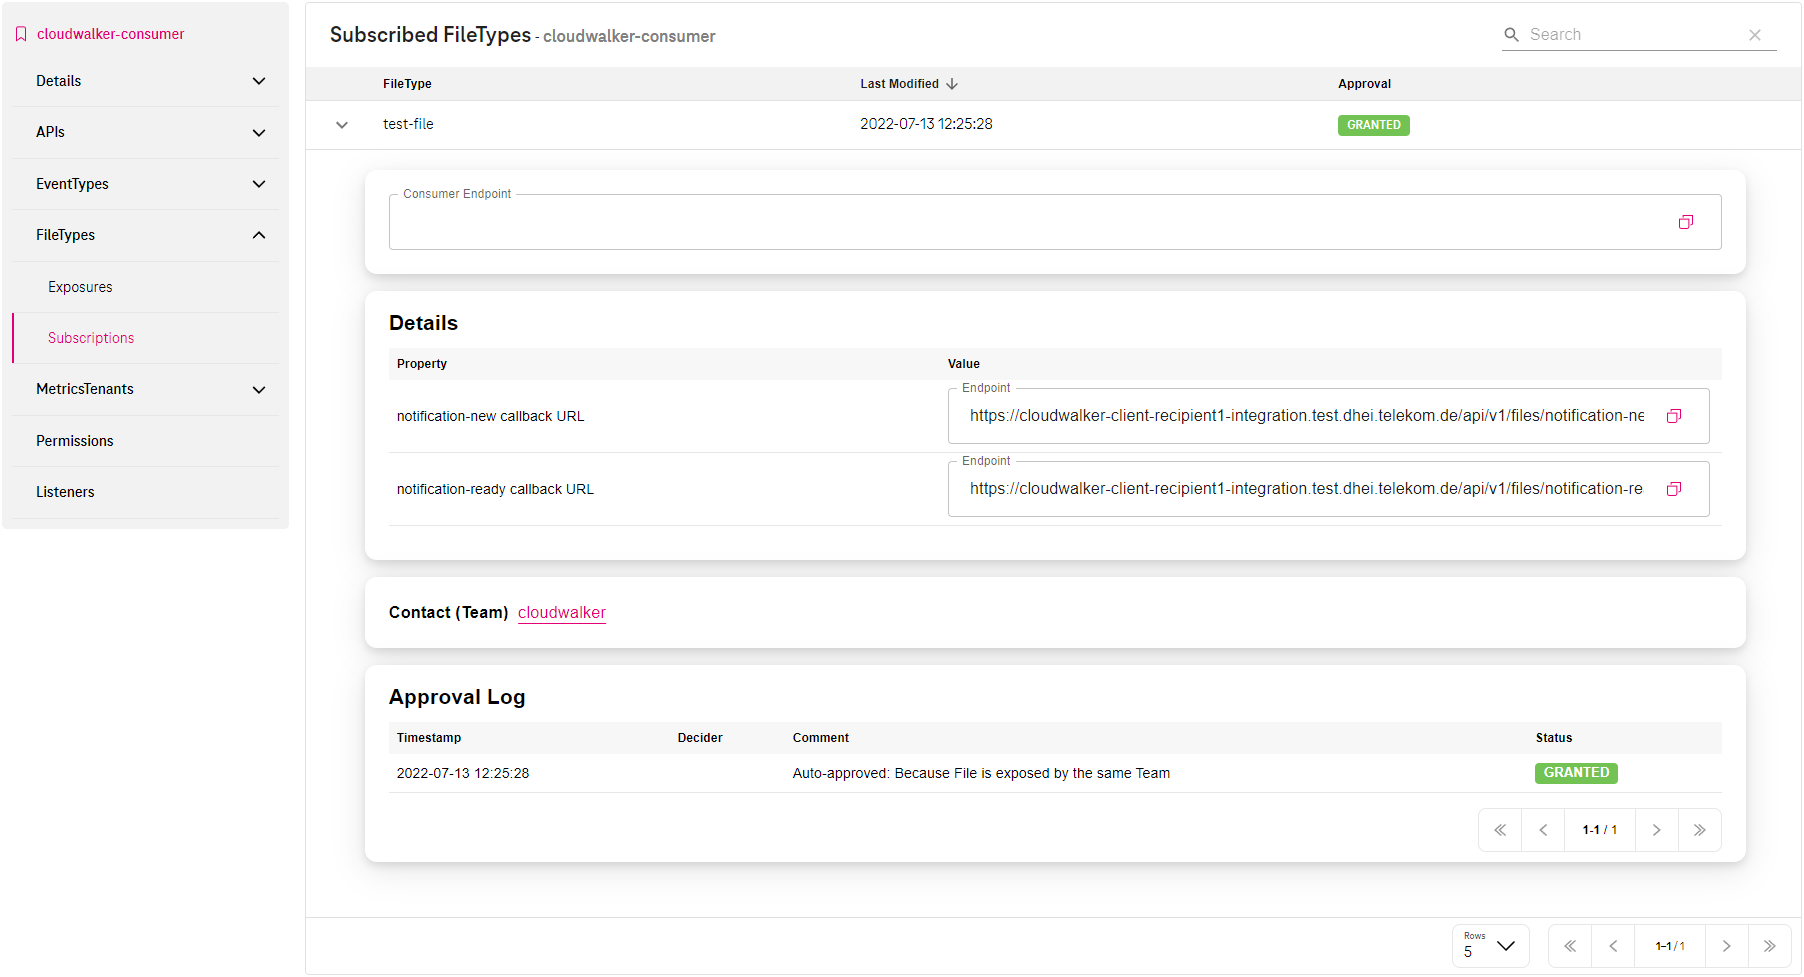 cloudwalker-consumer
Details
APIs
EventTypes
FileTypes
Exposures
Subscriptions
MetricsTenants
Permissions
Listeners
Subscribed FileTypes - cloudwalker-consumer
Search
FileType Last Modified Approval
test-file 2022-07-13 12:25:28 GRANTED
Consumer Endpoint
Details
Property Value
Endpoint
notification-new callback URL https://cloudwalker-client-recipient1-integration.test.dhei.telekom.de/api/v1/files/notification-ne
Endpoint
notification-ready callback URL https://cloudwalker-client-recipient1-integration.test.dhei.telekom.de/api/v1/files/notification-re
Contact (Team) cloudwalker
Approval Log
Timestamp Decider Comment Status
2022-07-13 12:25:28 Auto-approved: Because File is exposed by the same Team GRANTED
1-1 / 1
Rows
5
1-1 / 1